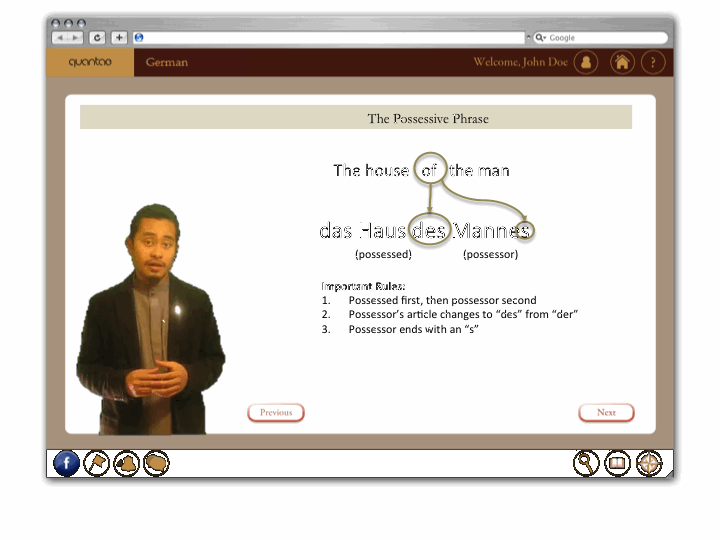 Google
quantao German Welcome, John Doe ?
The Possessive Phrase
The house of the man
das Haus des Mannes
(possessed) (possessor)
Important Rules:
1. Possessed first, then possessor second
2. Possessor's article changes to “des” from “der”
3. Possessor ends with an “s”
Previous Next
f